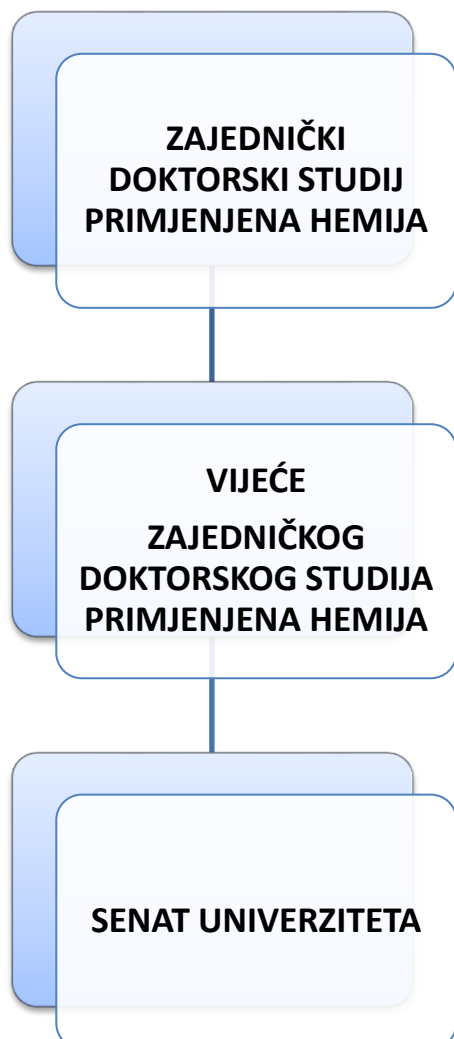 ZAJEDNIČKI
DOKTORSKI STUDIJ
PRIMJENJENA HEMIJA
VIJEĆE
ZAJEDNIČKOG
DOKTORSKOG STUDIJA
PRIMJENJENA HEMIJA
SENAT UNIVERZITETA